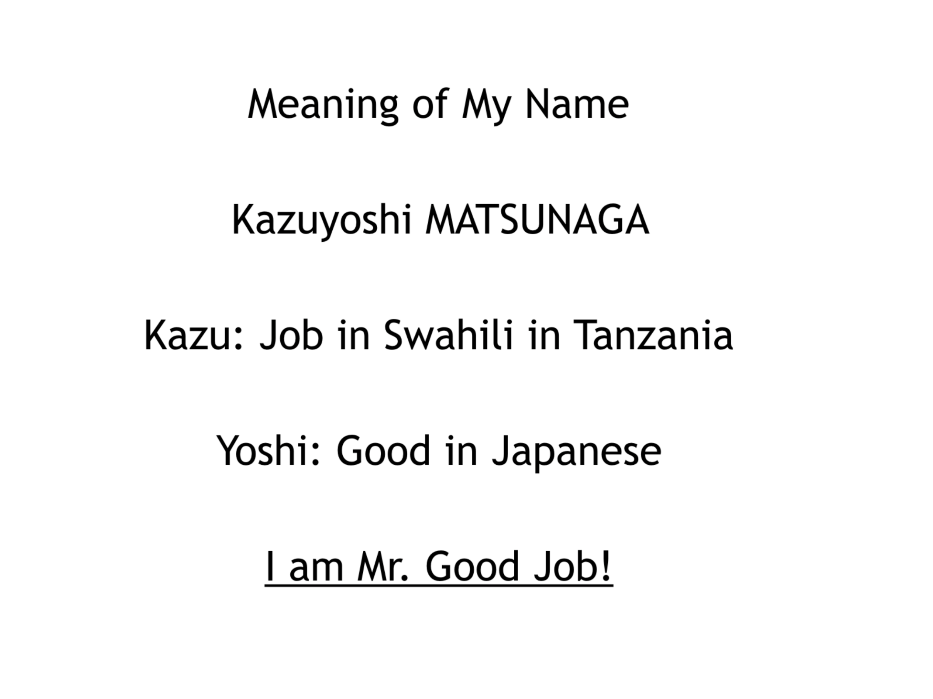 Meaning of My Name
Kazuyoshi MATSUNAGA
Kazu: Job in Swahili in Tanzania
Yoshi: Good in Japanese
I am Mr. Good Job!